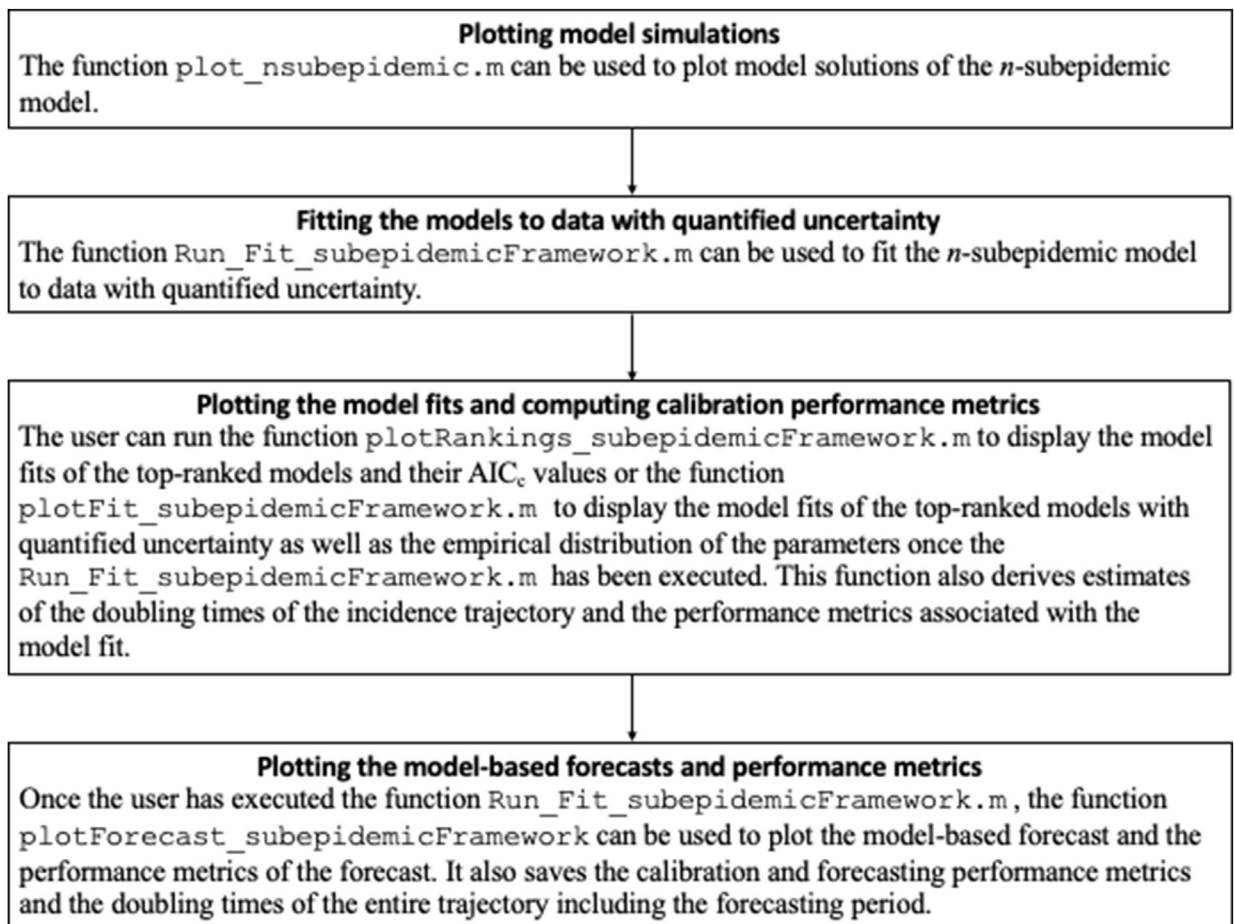 Plotting model simulations
The function plot_nsubepidemic.m can be used to plot model solutions of the n-subepidemic
model.
Fitting the models to data with quantified uncertainty
The function Run_Fit_subepidemicFramework.m can be used to fit the n-subepidemic model
to data with quantified uncertainty.
Plotting the model fits and computing calibration performance metrics
The user can run the function plotRankings_subepidemicFramework.m to display the model
fits of the top-ranked models and their AICc values or the function
plotFit_subepidemicFramework.m to display the model fits of the top-ranked models with
quantified uncertainty as well as the empirical distribution of the parameters once the
Run_Fit_subepidemicFramework.m has been executed. This function also derives estimates
of the doubling times of the incidence trajectory and the performance metrics associated with the
model fit.
Plotting the model-based forecasts and performance metrics
Once the user has executed the function Run_Fit_subepidemicFramework.m, the function
plotForecast_subepidemicFramework can be used to plot the model-based forecast and the
performance metrics of the forecast. It also saves the calibration and forecasting performance metrics
and the doubling times of the entire trajectory including the forecasting period.